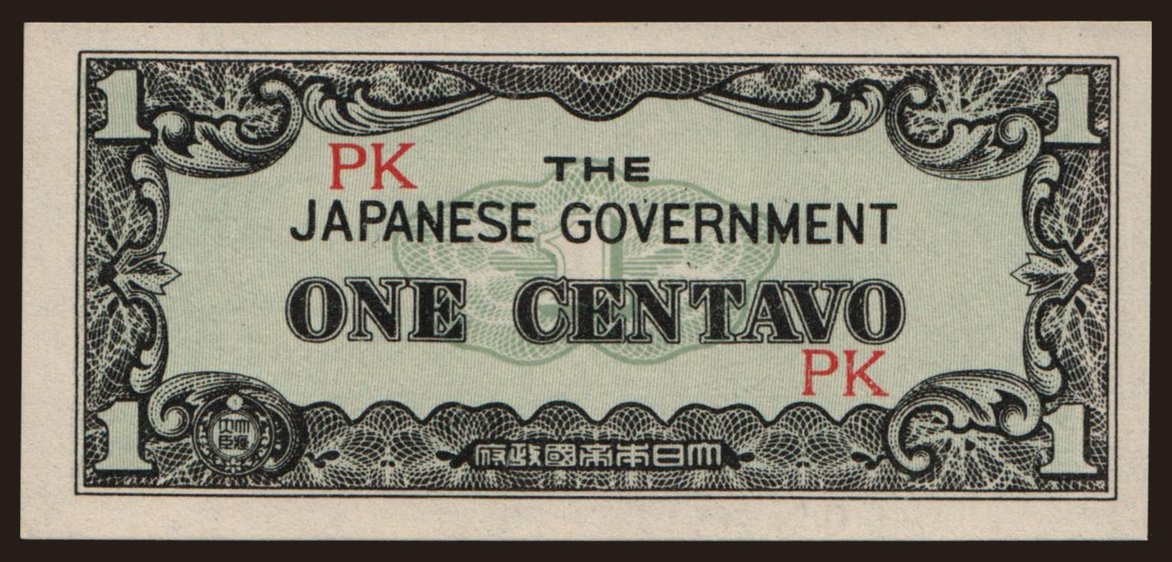 1 1
PK
THE
JAPANESE GOVERNMENT
ONE CENTAVO
PK
府政國帝本日大
1 1